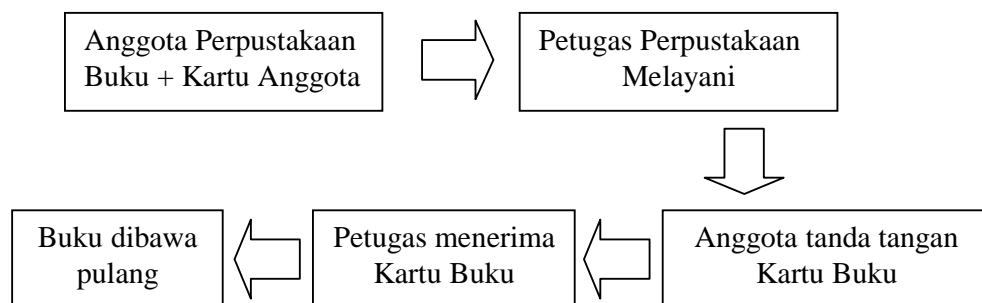 Anggota Perpustakaan
Buku + Kartu Anggota
Petugas Perpustakaan
Melayani
Anggota tanda tangan
Kartu Buku
Petugas menerima
Kartu Buku
Buku dibawa
pulang